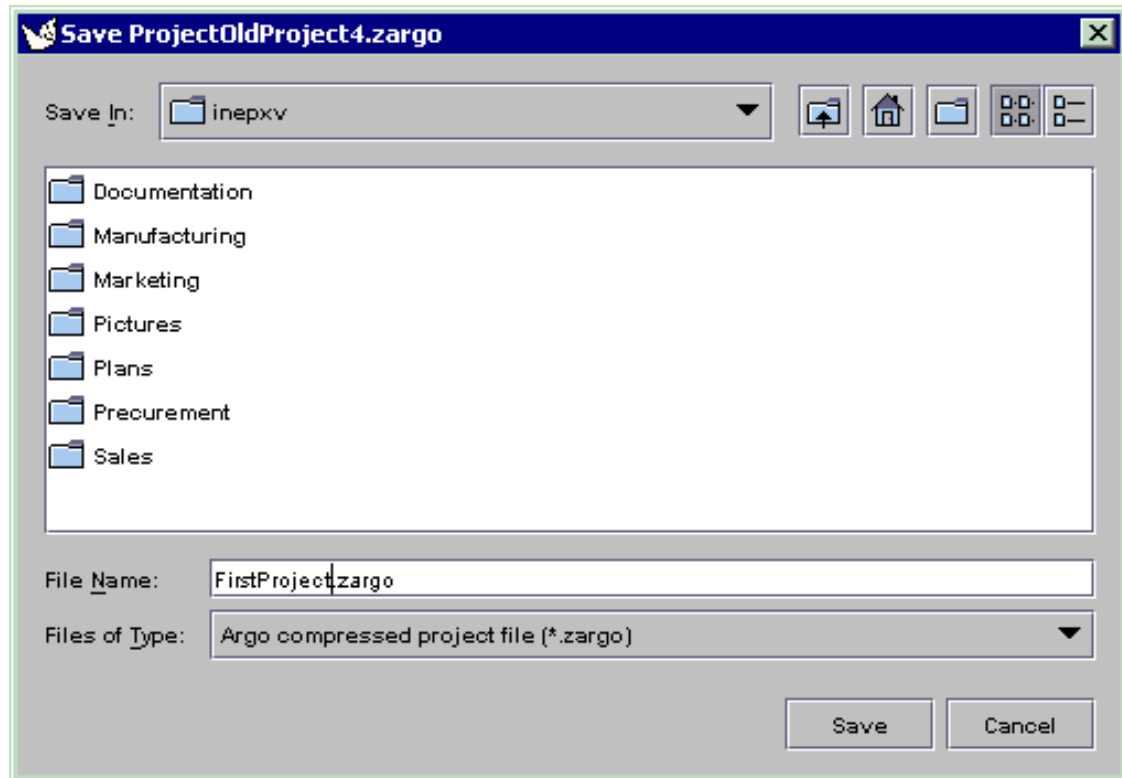 Save ProjectOldProject4.zargo
Save In: inepxv
Documentation
Manufacturing
Marketing
Pictures
Plans
Precurement
Sales
File Name: FirstProject.zargo
Files of Type: Argo compressed project file (*.zargo)
Save Cancel